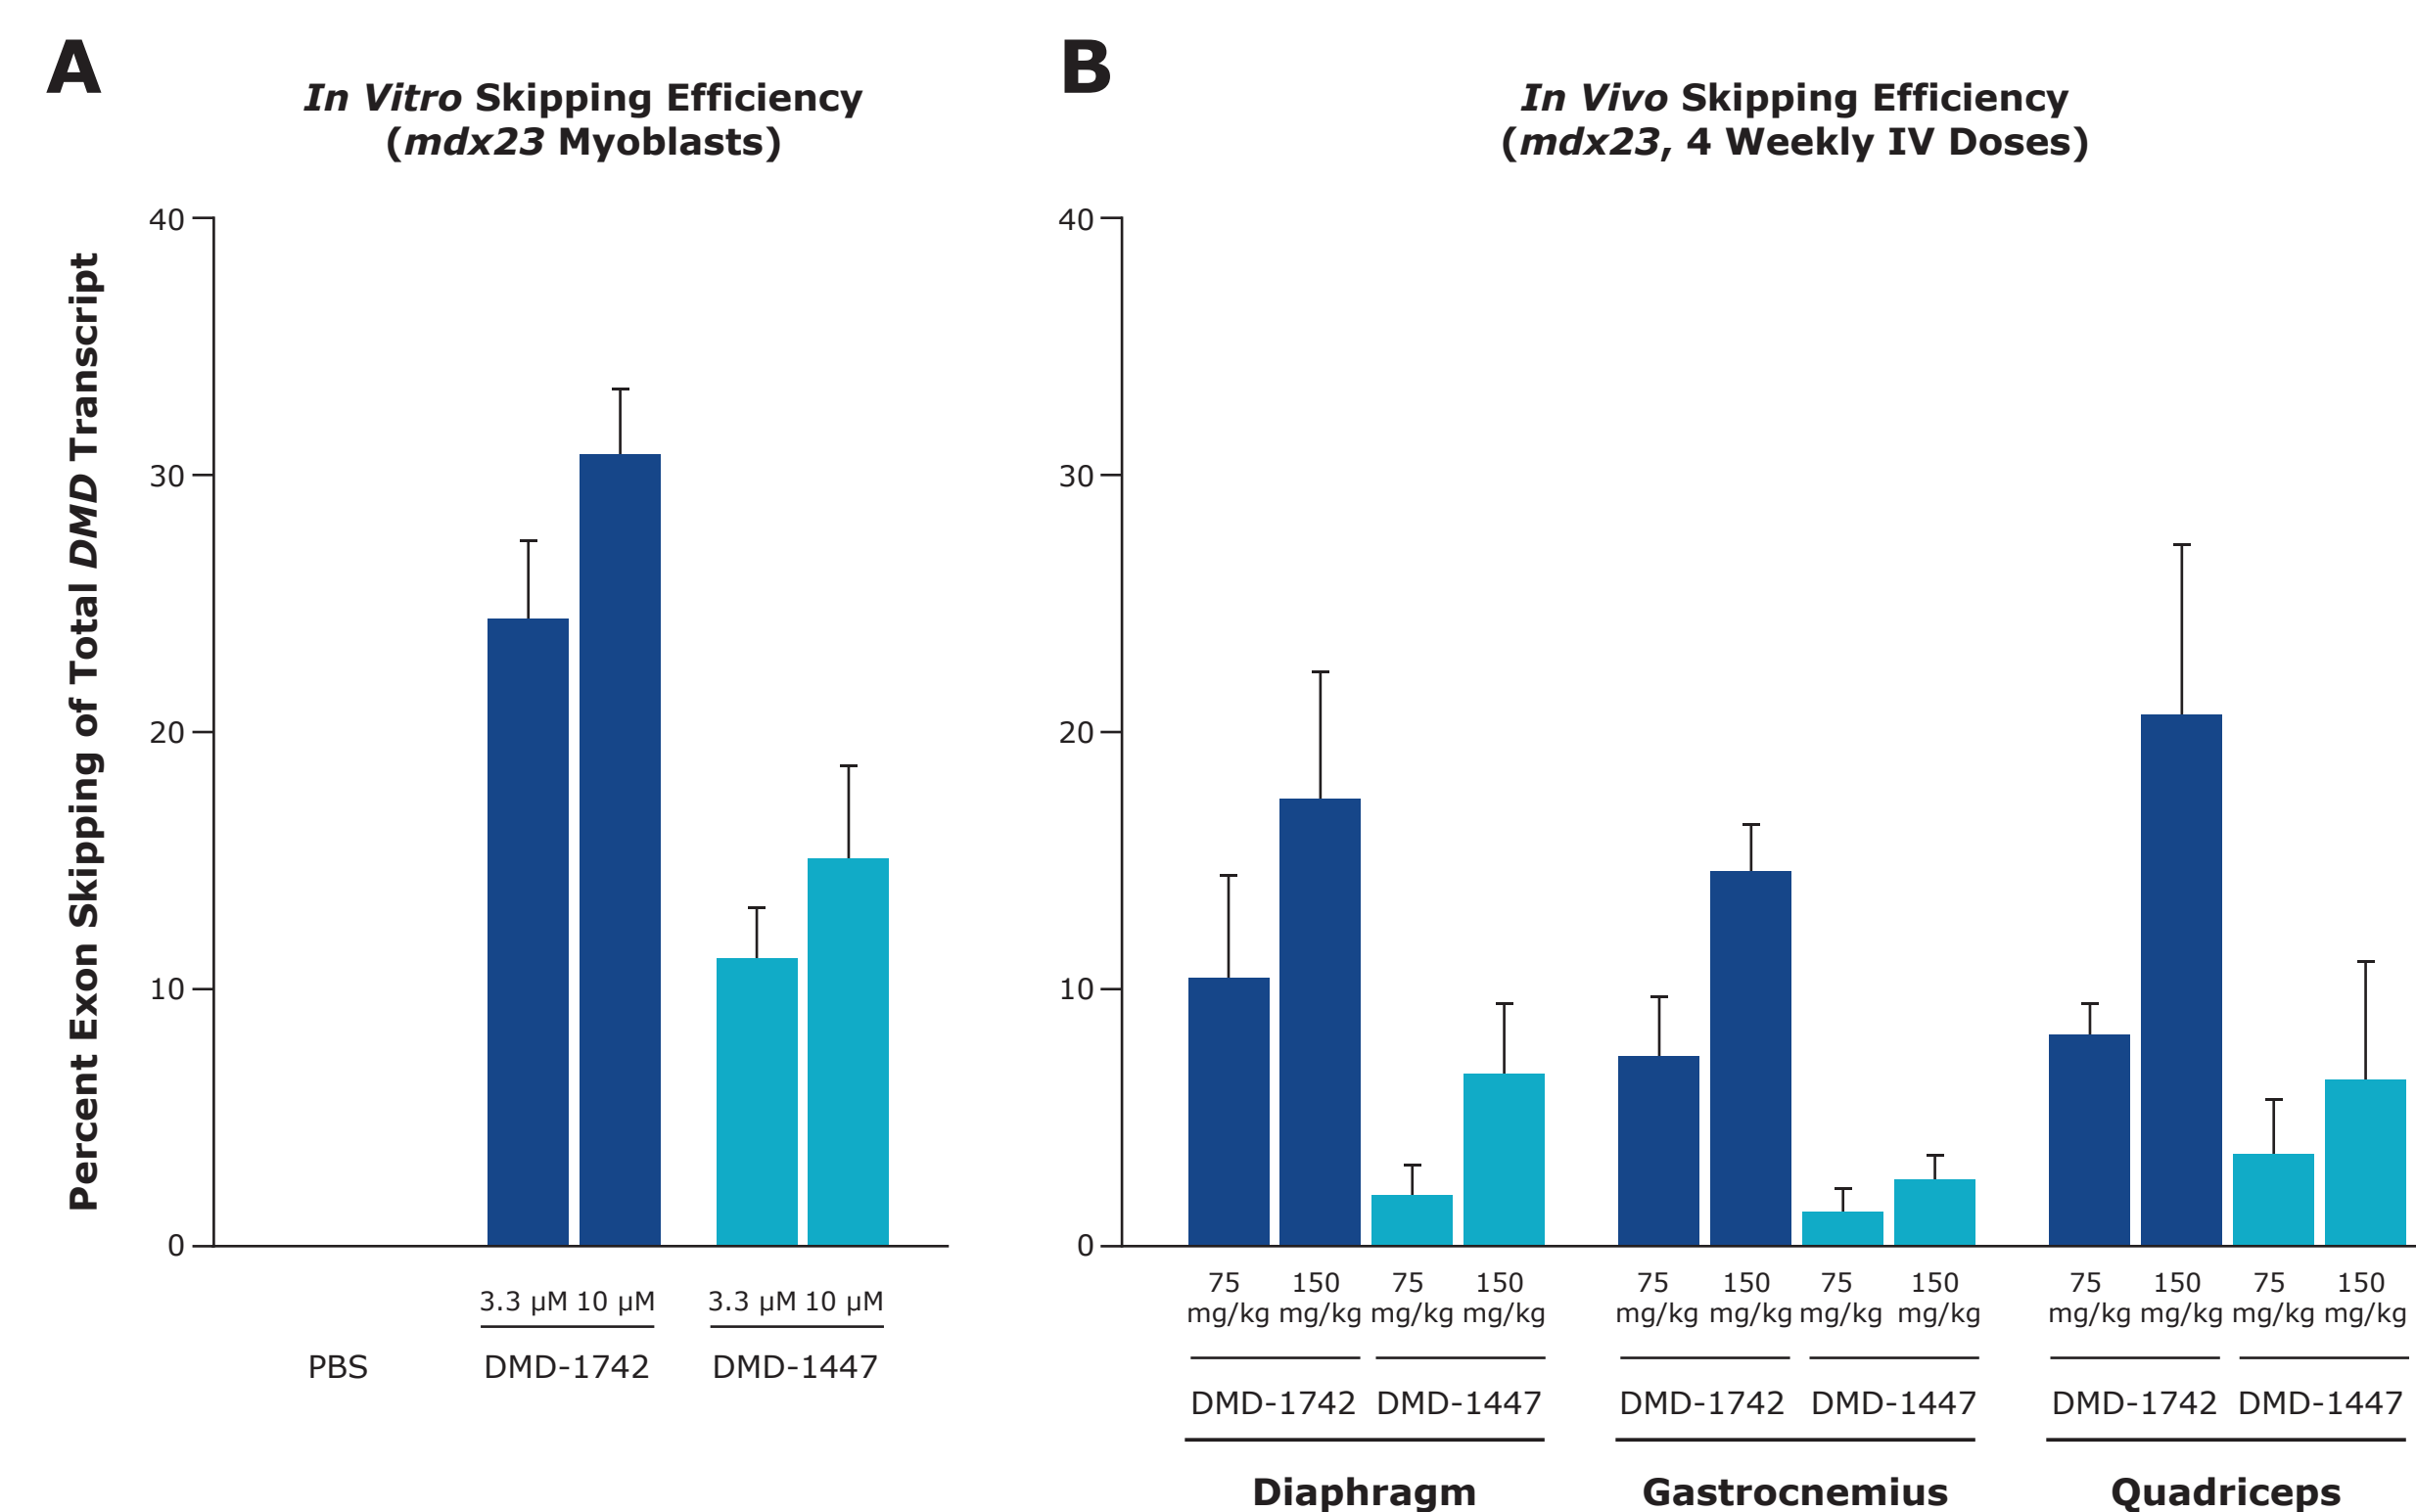 A
In Vitro Skipping Efficiency
(mdx23 Myoblasts)
Percent Exon Skipping of Total DMD Transcript
40
30
20
10
0
3.3 μM 10 μM 3.3 μM 10 μM
PBS DMD-1742 DMD-1447
B
In Vivo Skipping Efficiency
(mdx23, 4 Weekly IV Doses)
40
30
20
10
0
75 150 75 150 75 150 75 150 75 150 75 150
mg/kg mg/kg mg/kg mg/kg mg/kg mg/kg mg/kg mg/kg mg/kg mg/kg mg/kg mg/kg
DMD-1742 DMD-1447 DMD-1742 DMD-1447 DMD-1742 DMD-1447
Diaphragm Gastrocnemius Quadriceps